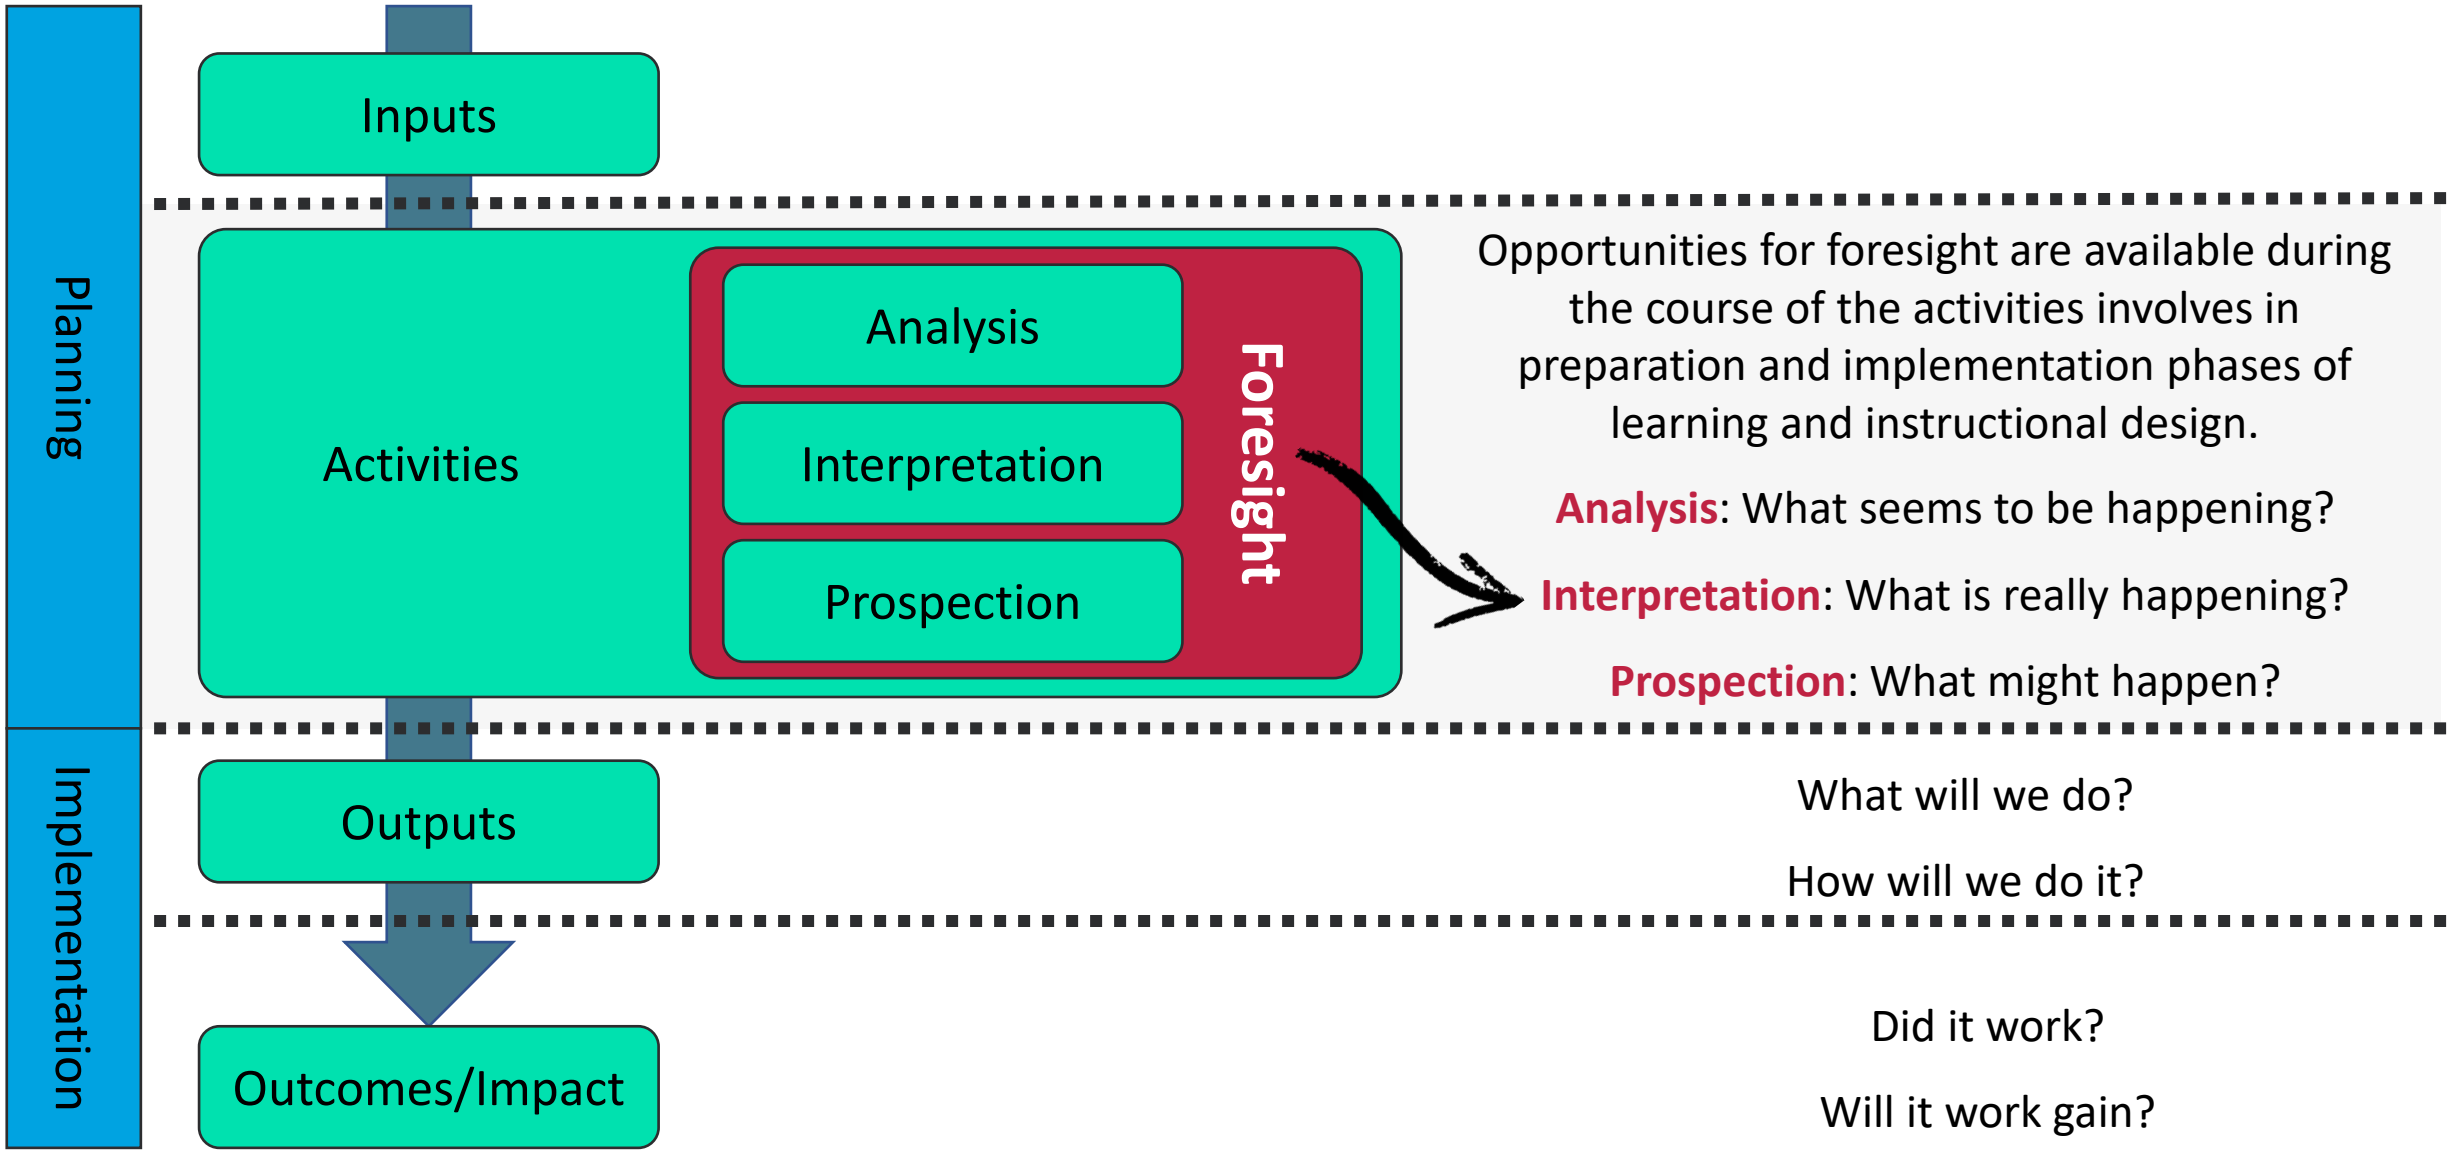 Planning
Inputs
Activities
Analysis
Interpretation
Prospection
Foresight
Opportunities for foresight are available during
the course of the activities involves in
preparation and implementation phases of
learning and instructional design.
Analysis: What seems to be happening?
Interpretation: What is really happening?
Prospection: What might happen?
Implementation
Outputs
What will we do?
How will we do it?
Outcomes/Impact
Did it work?
Will it work gain?